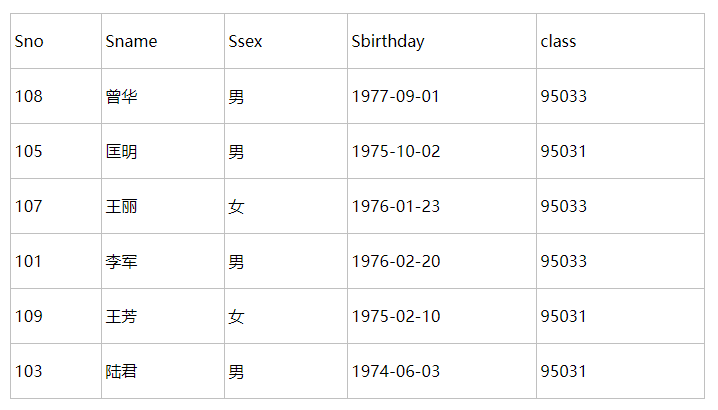 Sno Sname Ssex Sbirthday class
108 曾华 男 1977-09-01 95033
105 匡明 男 1975-10-02 95031
107 王丽 女 1976-01-23 95033
101 李军 男 1976-02-20 95033
109 王芳 女 1975-02-10 95031
103 陆君 男 1974-06-03 95031